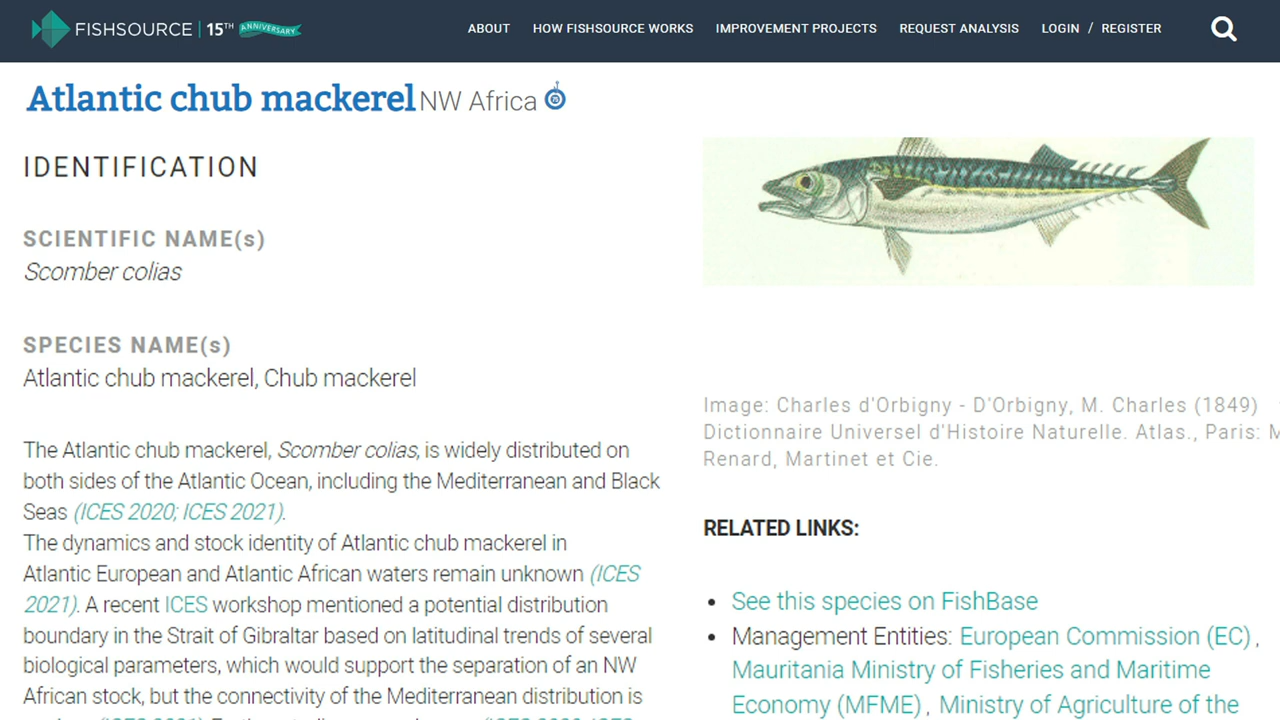 FISHSOURCE 15TH ANNIVERSARY
ABOUT HOW FISHSOURCE WORKS IMPROVEMENT PROJECTS REQUEST ANALYSIS LOGIN / REGISTER
Atlantic chub mackerel NW Africa
IDENTIFICATION
SCIENTIFIC NAME(s)
Scomber colias
SPECIES NAME(s)
Atlantic chub mackerel, Chub mackerel
The Atlantic chub mackerel, Scomber colias, is widely distributed on
both sides of the Atlantic Ocean, including the Mediterranean and Black
Seas (ICES 2020; ICES 2021).
The dynamics and stock identity of Atlantic chub mackerel in
Atlantic European and Atlantic African waters remain unknown (ICES
2021). A recent ICES workshop mentioned a potential distribution
boundary in the Strait of Gibraltar based on latitudinal trends of several
biological parameters, which would support the separation of an NW
African stock, but the connectivity of the Mediterranean distribution is
Image: Charles d'Orbigny - D'Orbigny, M. Charles (1849)
Dictionnaire Universel d'Histoire Naturelle. Atlas., Paris: M
Renard, Martinet et Cie.
RELATED LINKS:
• See this species on FishBase
• Management Entities: European Commission (EC) ,
Mauritania Ministry of Fisheries and Maritime
Economy (MFME) , Ministry of Agriculture of the